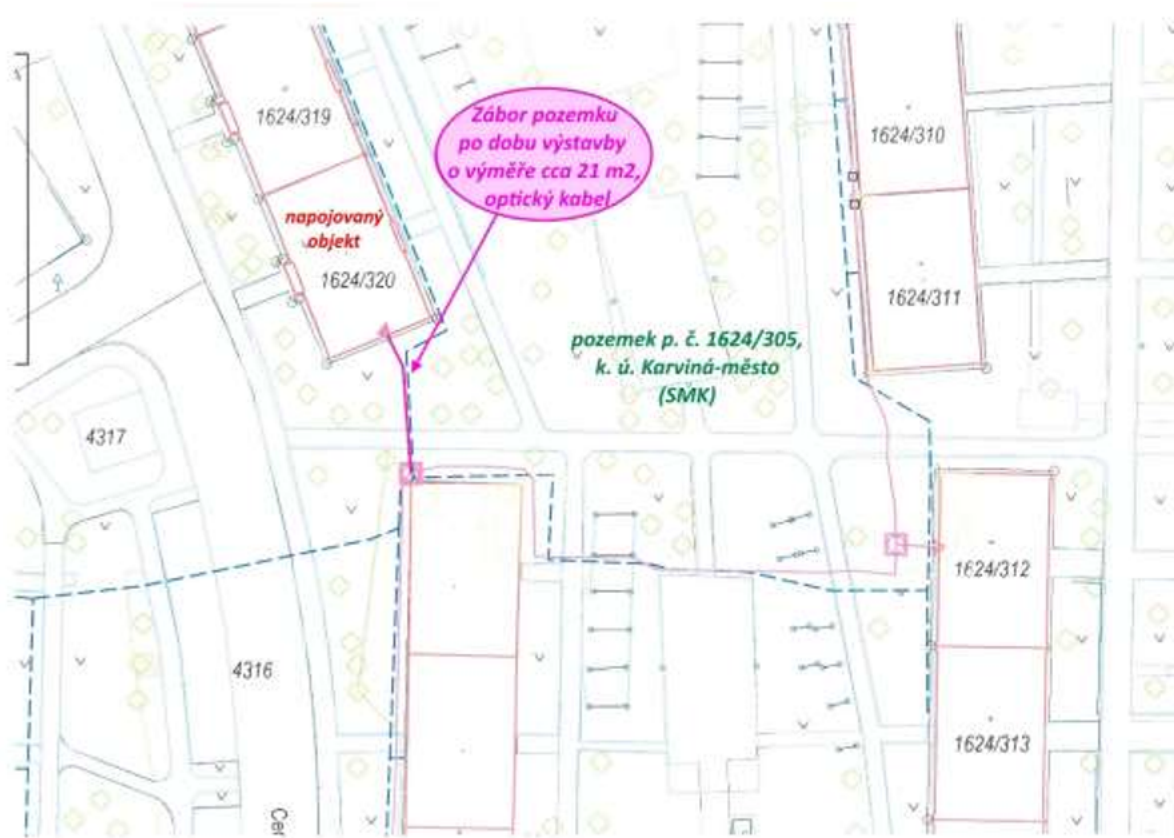 Zábor pozemku
po dobu výstavby
o výměře cca 21 m2,
optický kabel
1624/319
1624/310
napojovaný
objekt
1624/320
1624/311
pozemek p. č. 1624/305,
k. ú. Karviná-město
(SMK)
4317
1624/312
4316
1624/313
Cer